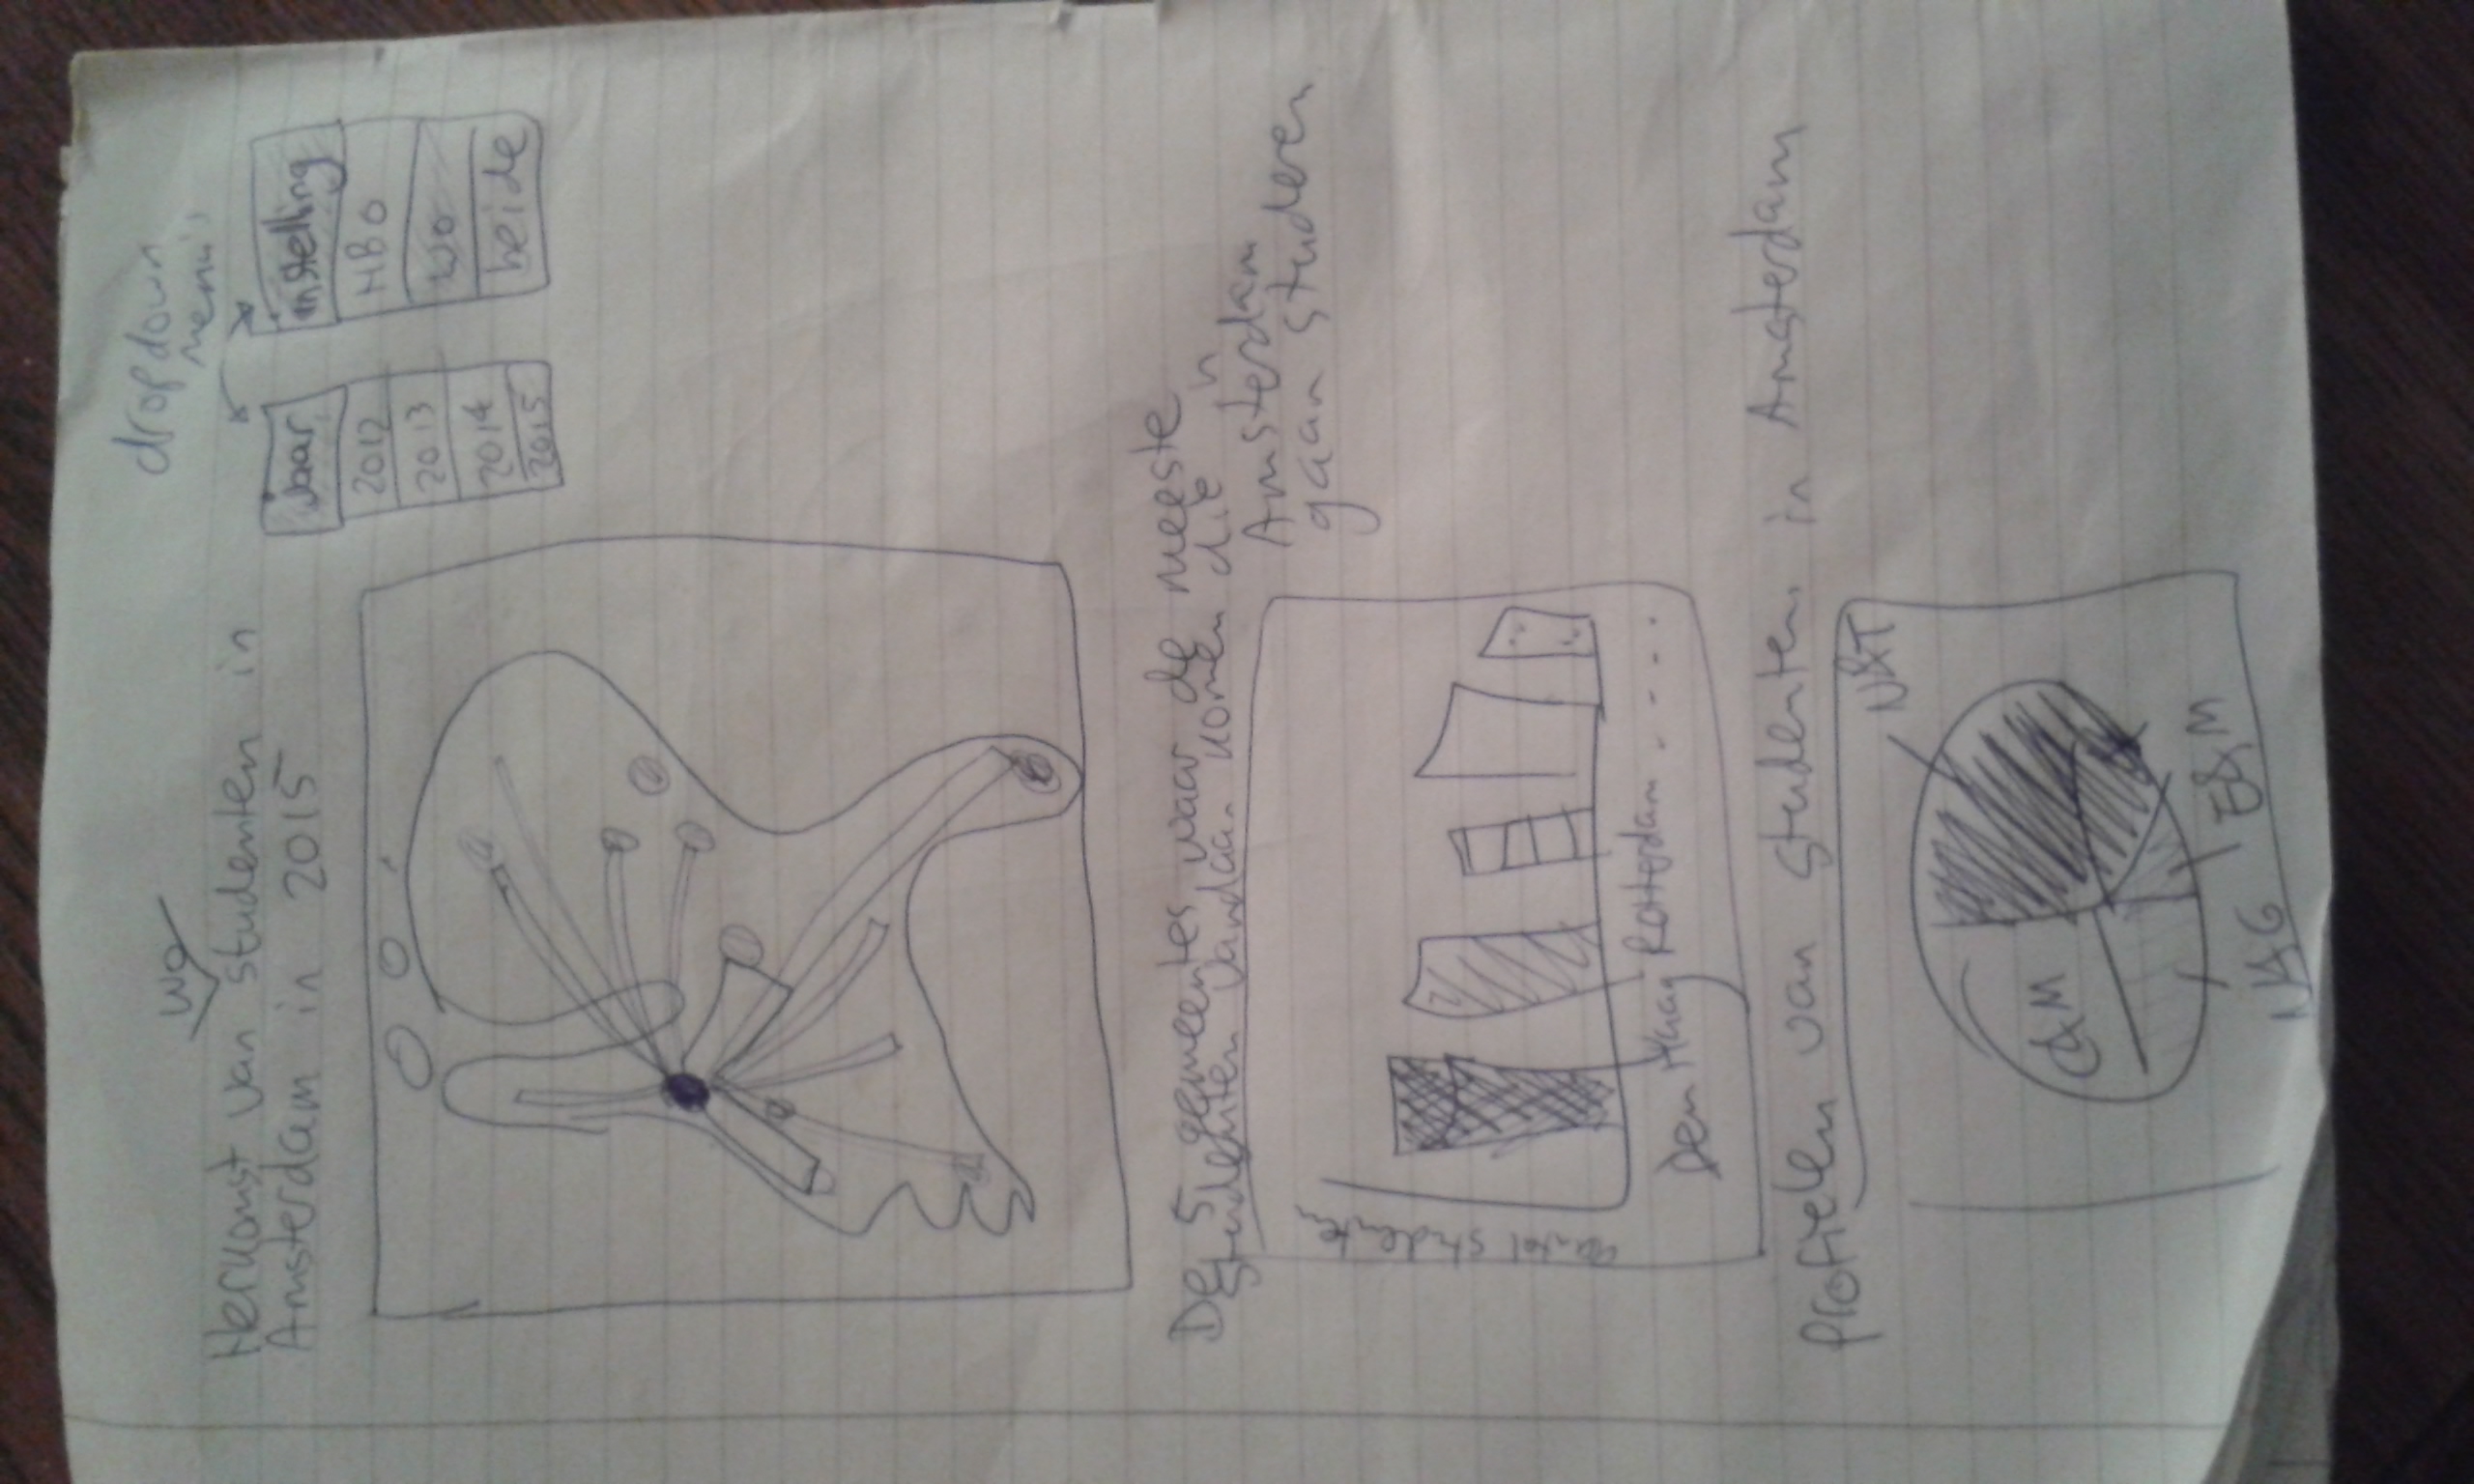 dropdown
menu's
wo
Herkomst van studenten in
Amsterdam in 2015
jaar
2012
2013
2014
2015
instelling
HBO
WO
beide
De 5 gemeentes waar de meeste
studenten vandaan komen die in
Amsterdam
gaan studeren
aantal studenten
Den Haag
Rotterdam
.....
profielen van studenten in Amsterdam
N&T
C&M
E&M
N&G